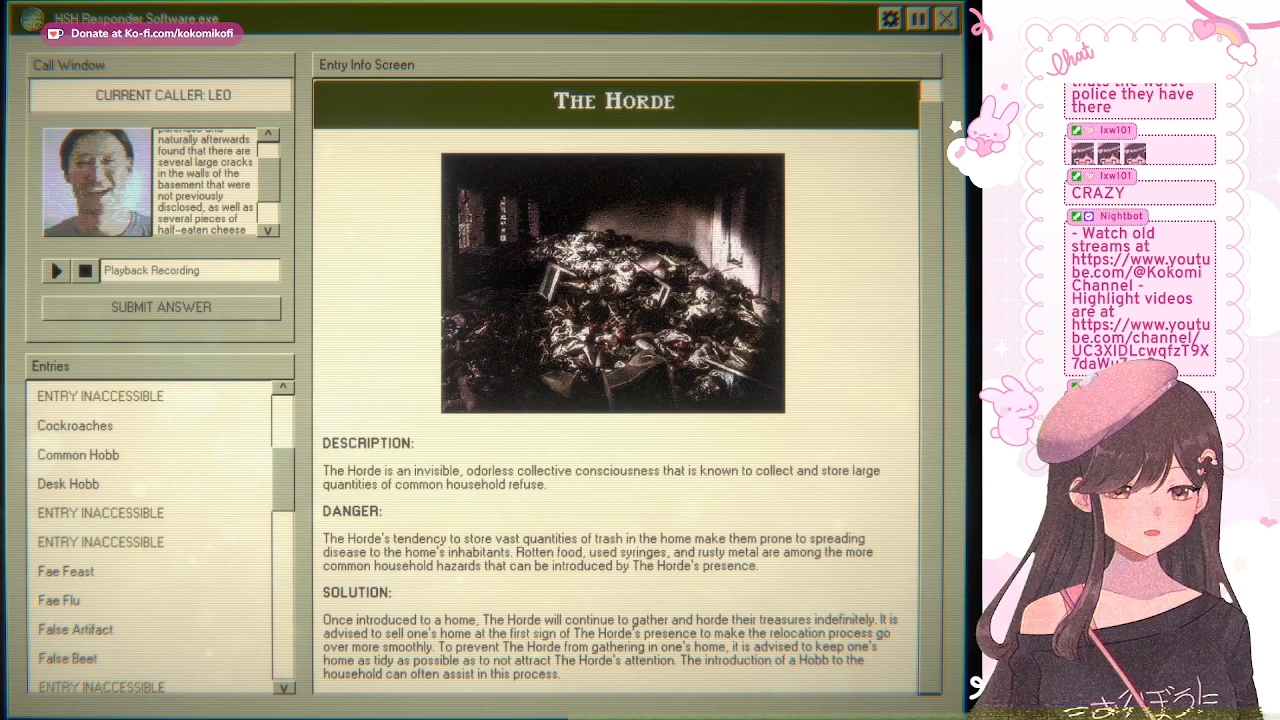 HSH Responder Software.exe
Donate at Ko-fi.com/kokomikofi
Call Window
CURRENT CALLER: LEO
purchase and
naturally afterwards
found that there are
several large cracks
in the walls of the
basement that were
not previously
disclosed, as well as
several pieces of
half-eaten cheese
Playback Recording
SUBMIT ANSWER
Entries
ENTRY INACCESSIBLE
Cockroaches
Common Hobb
Desk Hobb
ENTRY INACCESSIBLE
ENTRY INACCESSIBLE
Fae Feast
Fae Flu
False Artifact
False Beet
ENTRY INACCESSIBLE
Entry Info Screen
THE HORDE
DESCRIPTION:
The Horde is an invisible, odorless collective consciousness that is known to collect and store large
quantities of common household refuse.
DANGER:
The Horde's tendency to store vast quantities of trash in the home make them prone to spreading
disease to the home's inhabitants. Rotten food, used syringes, and rusty metal are among the more
common household hazards that can be introduced by The Horde's presence.
SOLUTION:
Once introduced to a home, The Horde will continue to gather and horde their treasures indefinitely. It is
advised to sell one's home at the first sign of The Horde's presence to make the relocation process go
over more smoothly. To prevent The Horde from gathering in one's home, it is advised to keep one's
home as tidy as possible as to not attract The Horde's attention. The introduction of a Hobb to the
household can often assist in this process.
Chat
thats the worst
police they have
there
lxw101
lxw101
CRAZY
Nightbot
- Watch old
streams at
https://www.youtu
be.com/@Kokomi
Channel -
Highlight videos
are at
https://www.youtu
be.com/channel/
UC3XIDLcwqfzT9X